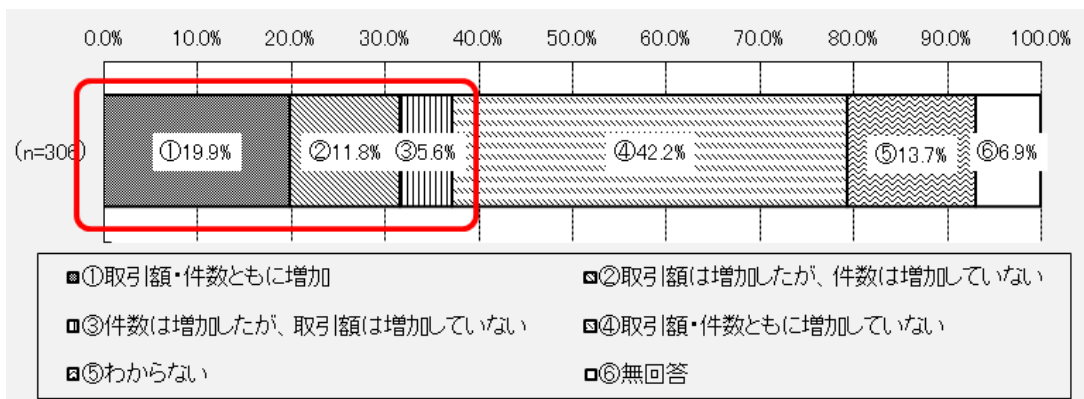 0.0% 10.0% 20.0% 30.0% 40.0% 50.0% 60.0% 70.0% 80.0% 90.0% 100.0%
(n=306) ①19.9% ②11.8% ③5.6% ④42.2% ⑤13.7% ⑥6.9%
①取引額・件数ともに増加 ②取引額は増加したが、件数は増加していない
③件数は増加したが、取引額は増加していない ④取引額・件数ともに増加していない
⑤わからない ⑥無回答